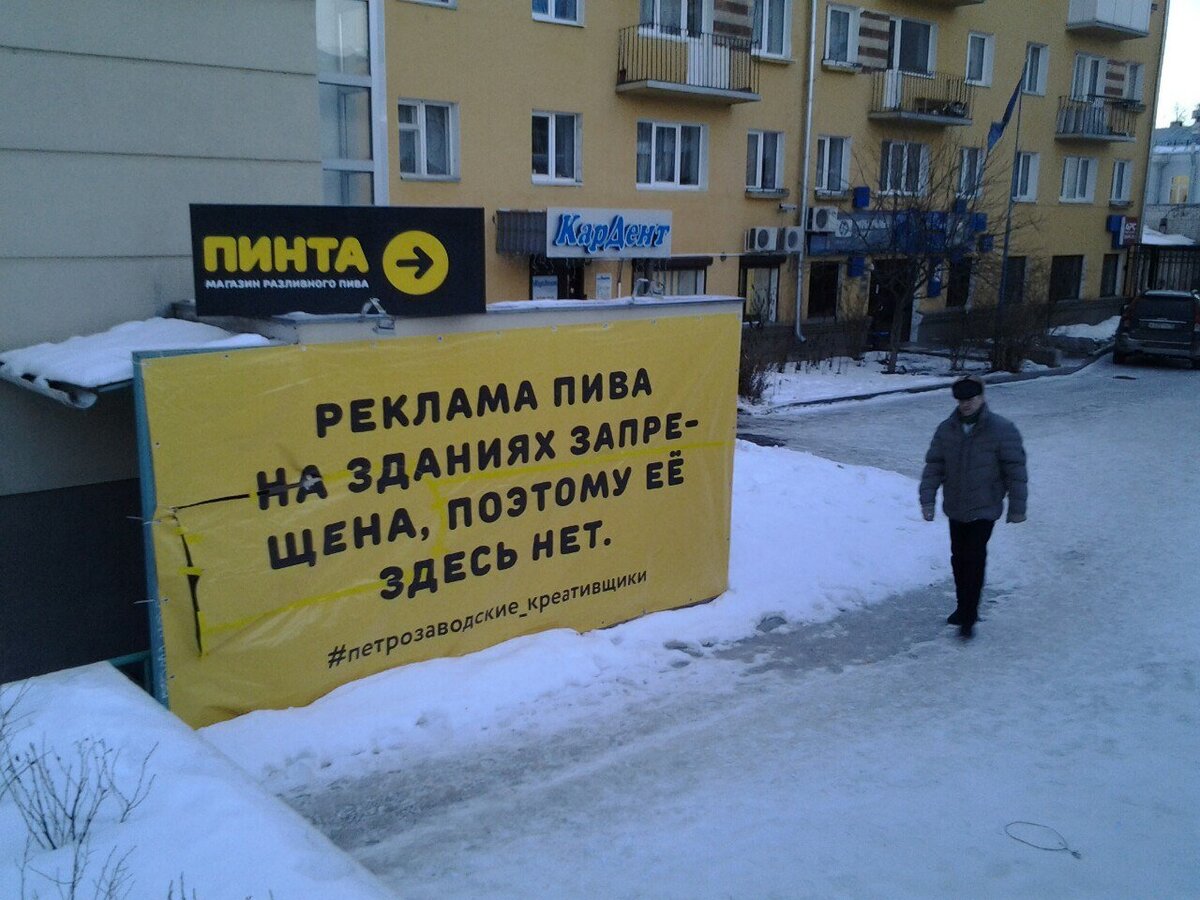 ПИНТА
МАГАЗИН РАЗЛИВНОГО ПИВА
КарДент
РЕКЛАМА ПИВА
НА ЗДАНИЯХ ЗАПРЕ-
ЩЕНА, ПОЭТОМУ ЕЁ
ЗДЕСЬ НЕТ.
#петрозаводские_креативщики